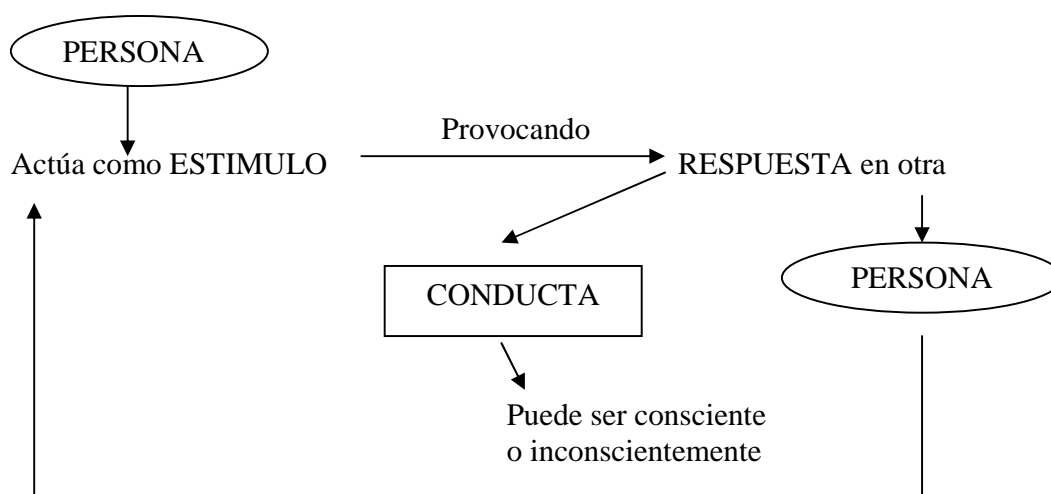 PERSONA
Provocando
Actúa como ESTIMULO
RESPUESTA en otra
CONDUCTA
PERSONA
Puede ser consciente
o inconscientemente